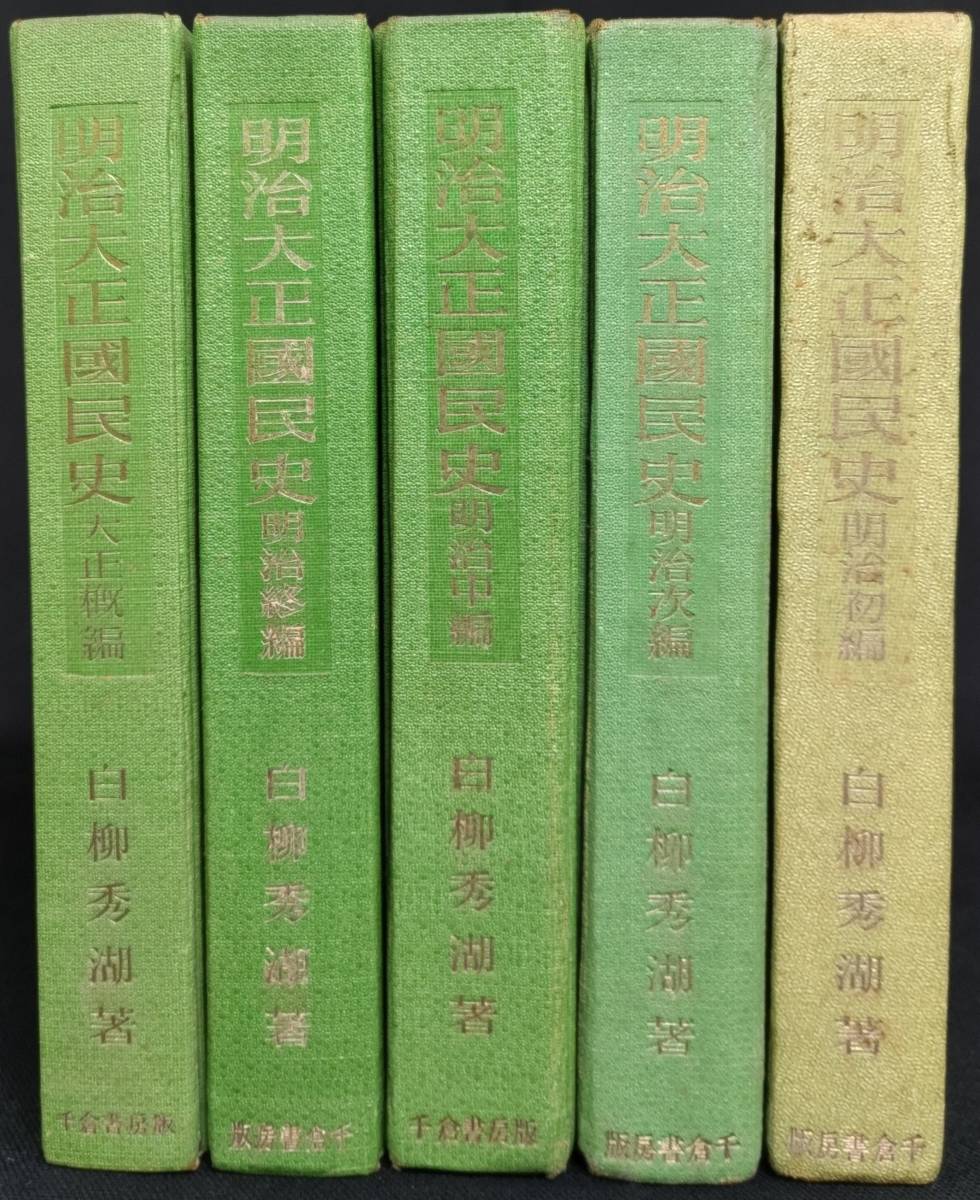 明治大正國民史 明治初編
白柳秀湖著
千倉書房版
明治大正國民史 明治次編
白柳秀湖著
千倉書房版
明治大正國民史 明治中編
白柳秀湖著
千倉書房版
明治大正國民史 明治終編
白柳秀湖著
千倉書房版
明治大正國民史 大正概編
白柳秀湖著
千倉書房版